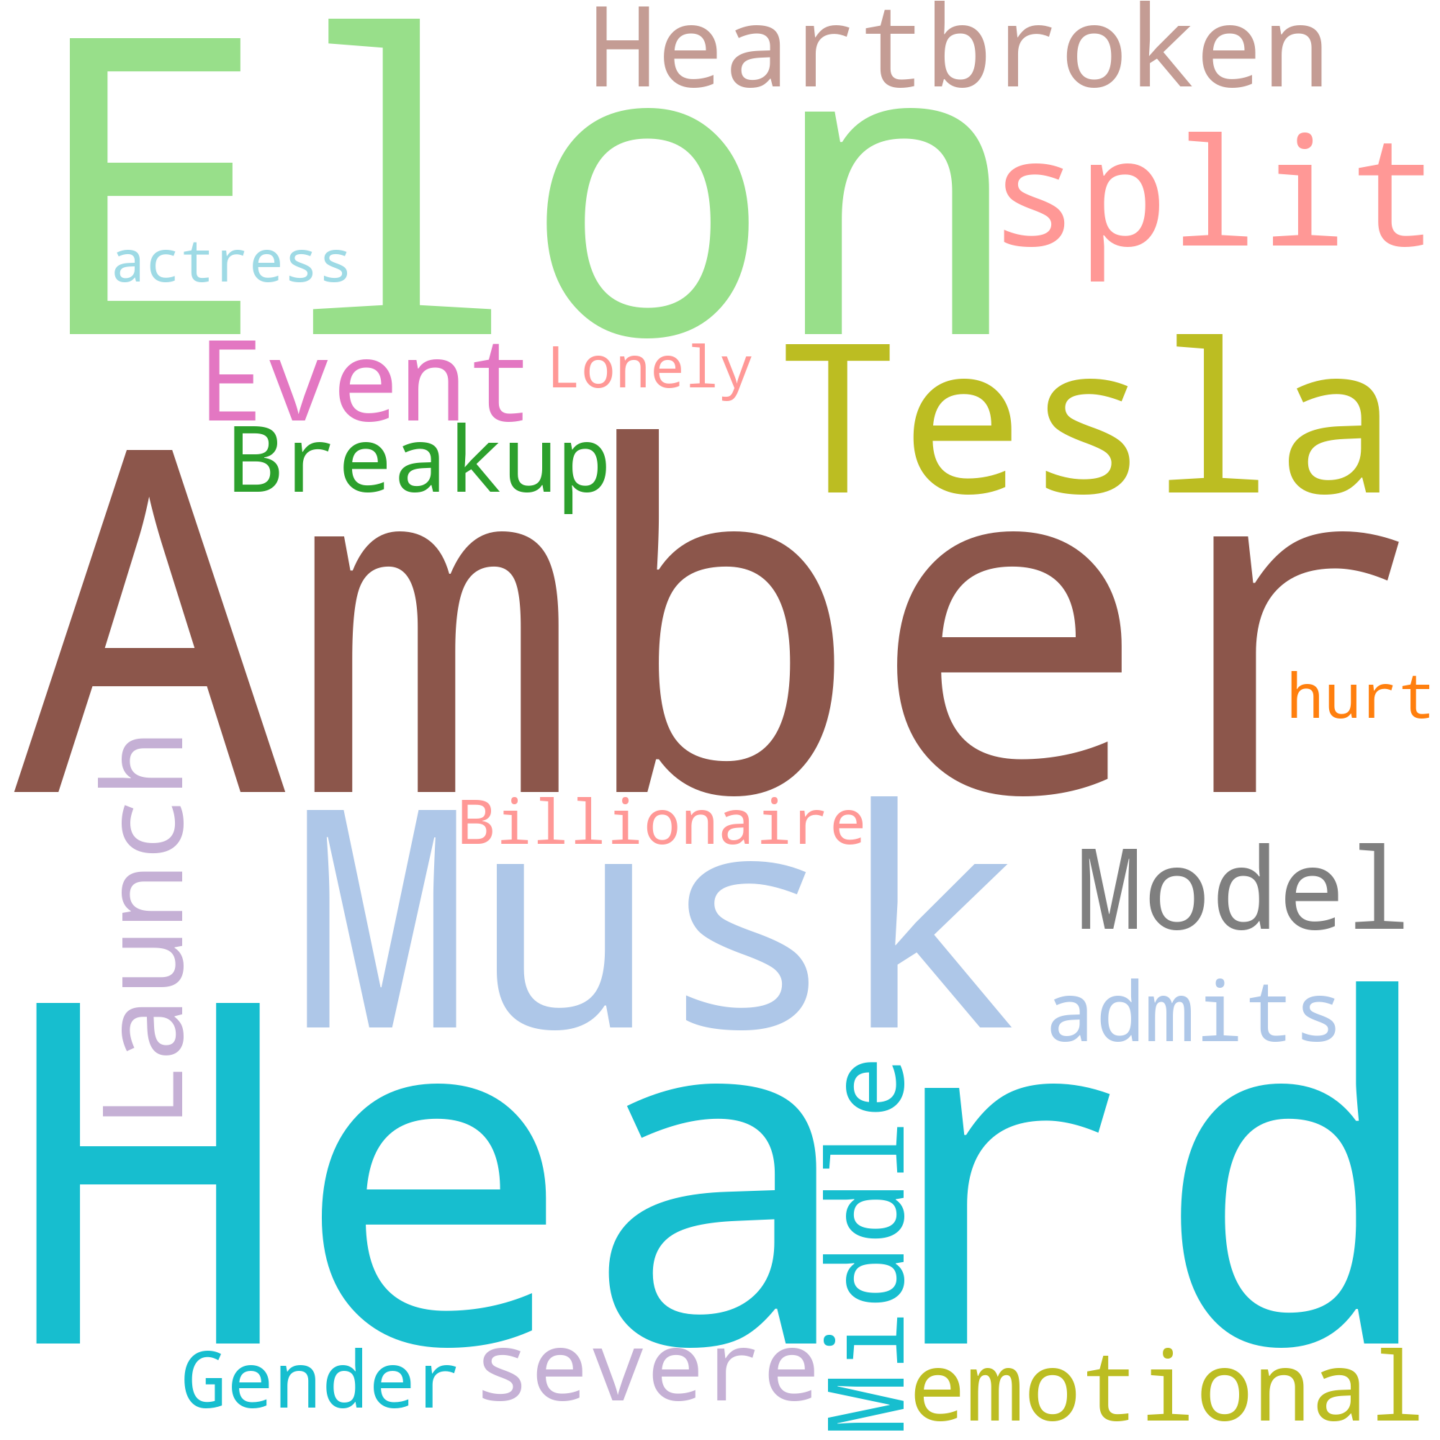 Heartbroken
Elon
split
actress
Event
Lonely
Tesla
Breakup
Amber
hurt
Launch
Billionaire
Musk
Model
admits
Heard
Middle
Gender
severe
emotional